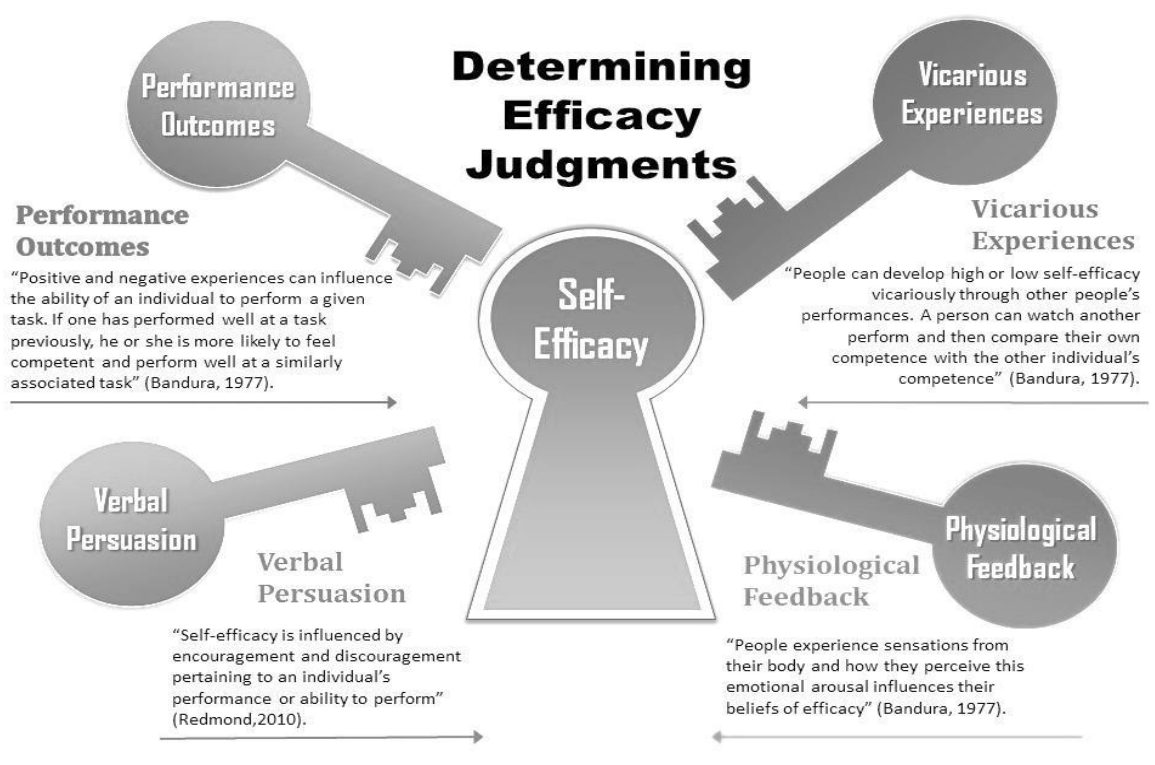 Determining
Efficacy
Judgments
Performance
Outcomes
Performance
Outcomes
“Positive and negative experiences can influence
the ability of an individual to perform a given
task. If one has performed well at a task
previously, he or she is more likely to feel
competent and perform well at a similarly
associated task” (Bandura, 1977).
Vicarious
Experiences
Vicarious
Experiences
“People can develop high or low self-efficacy
vicariously through other people’s
performances. A person can watch another
perform and then compare their own
competence with the other individual’s
competence” (Bandura, 1977).
Self-
Efficacy
Verbal
Persuasion
Verbal
Persuasion
“Self-efficacy is influenced by
encouragement and discouragement
pertaining to an individual’s
performance or ability to perform”
(Redmond,2010).
Physiological
Feedback
Physiological
Feedback
“People experience sensations from
their body and how they perceive this
emotional arousal influences their
beliefs of efficacy” (Bandura, 1977).